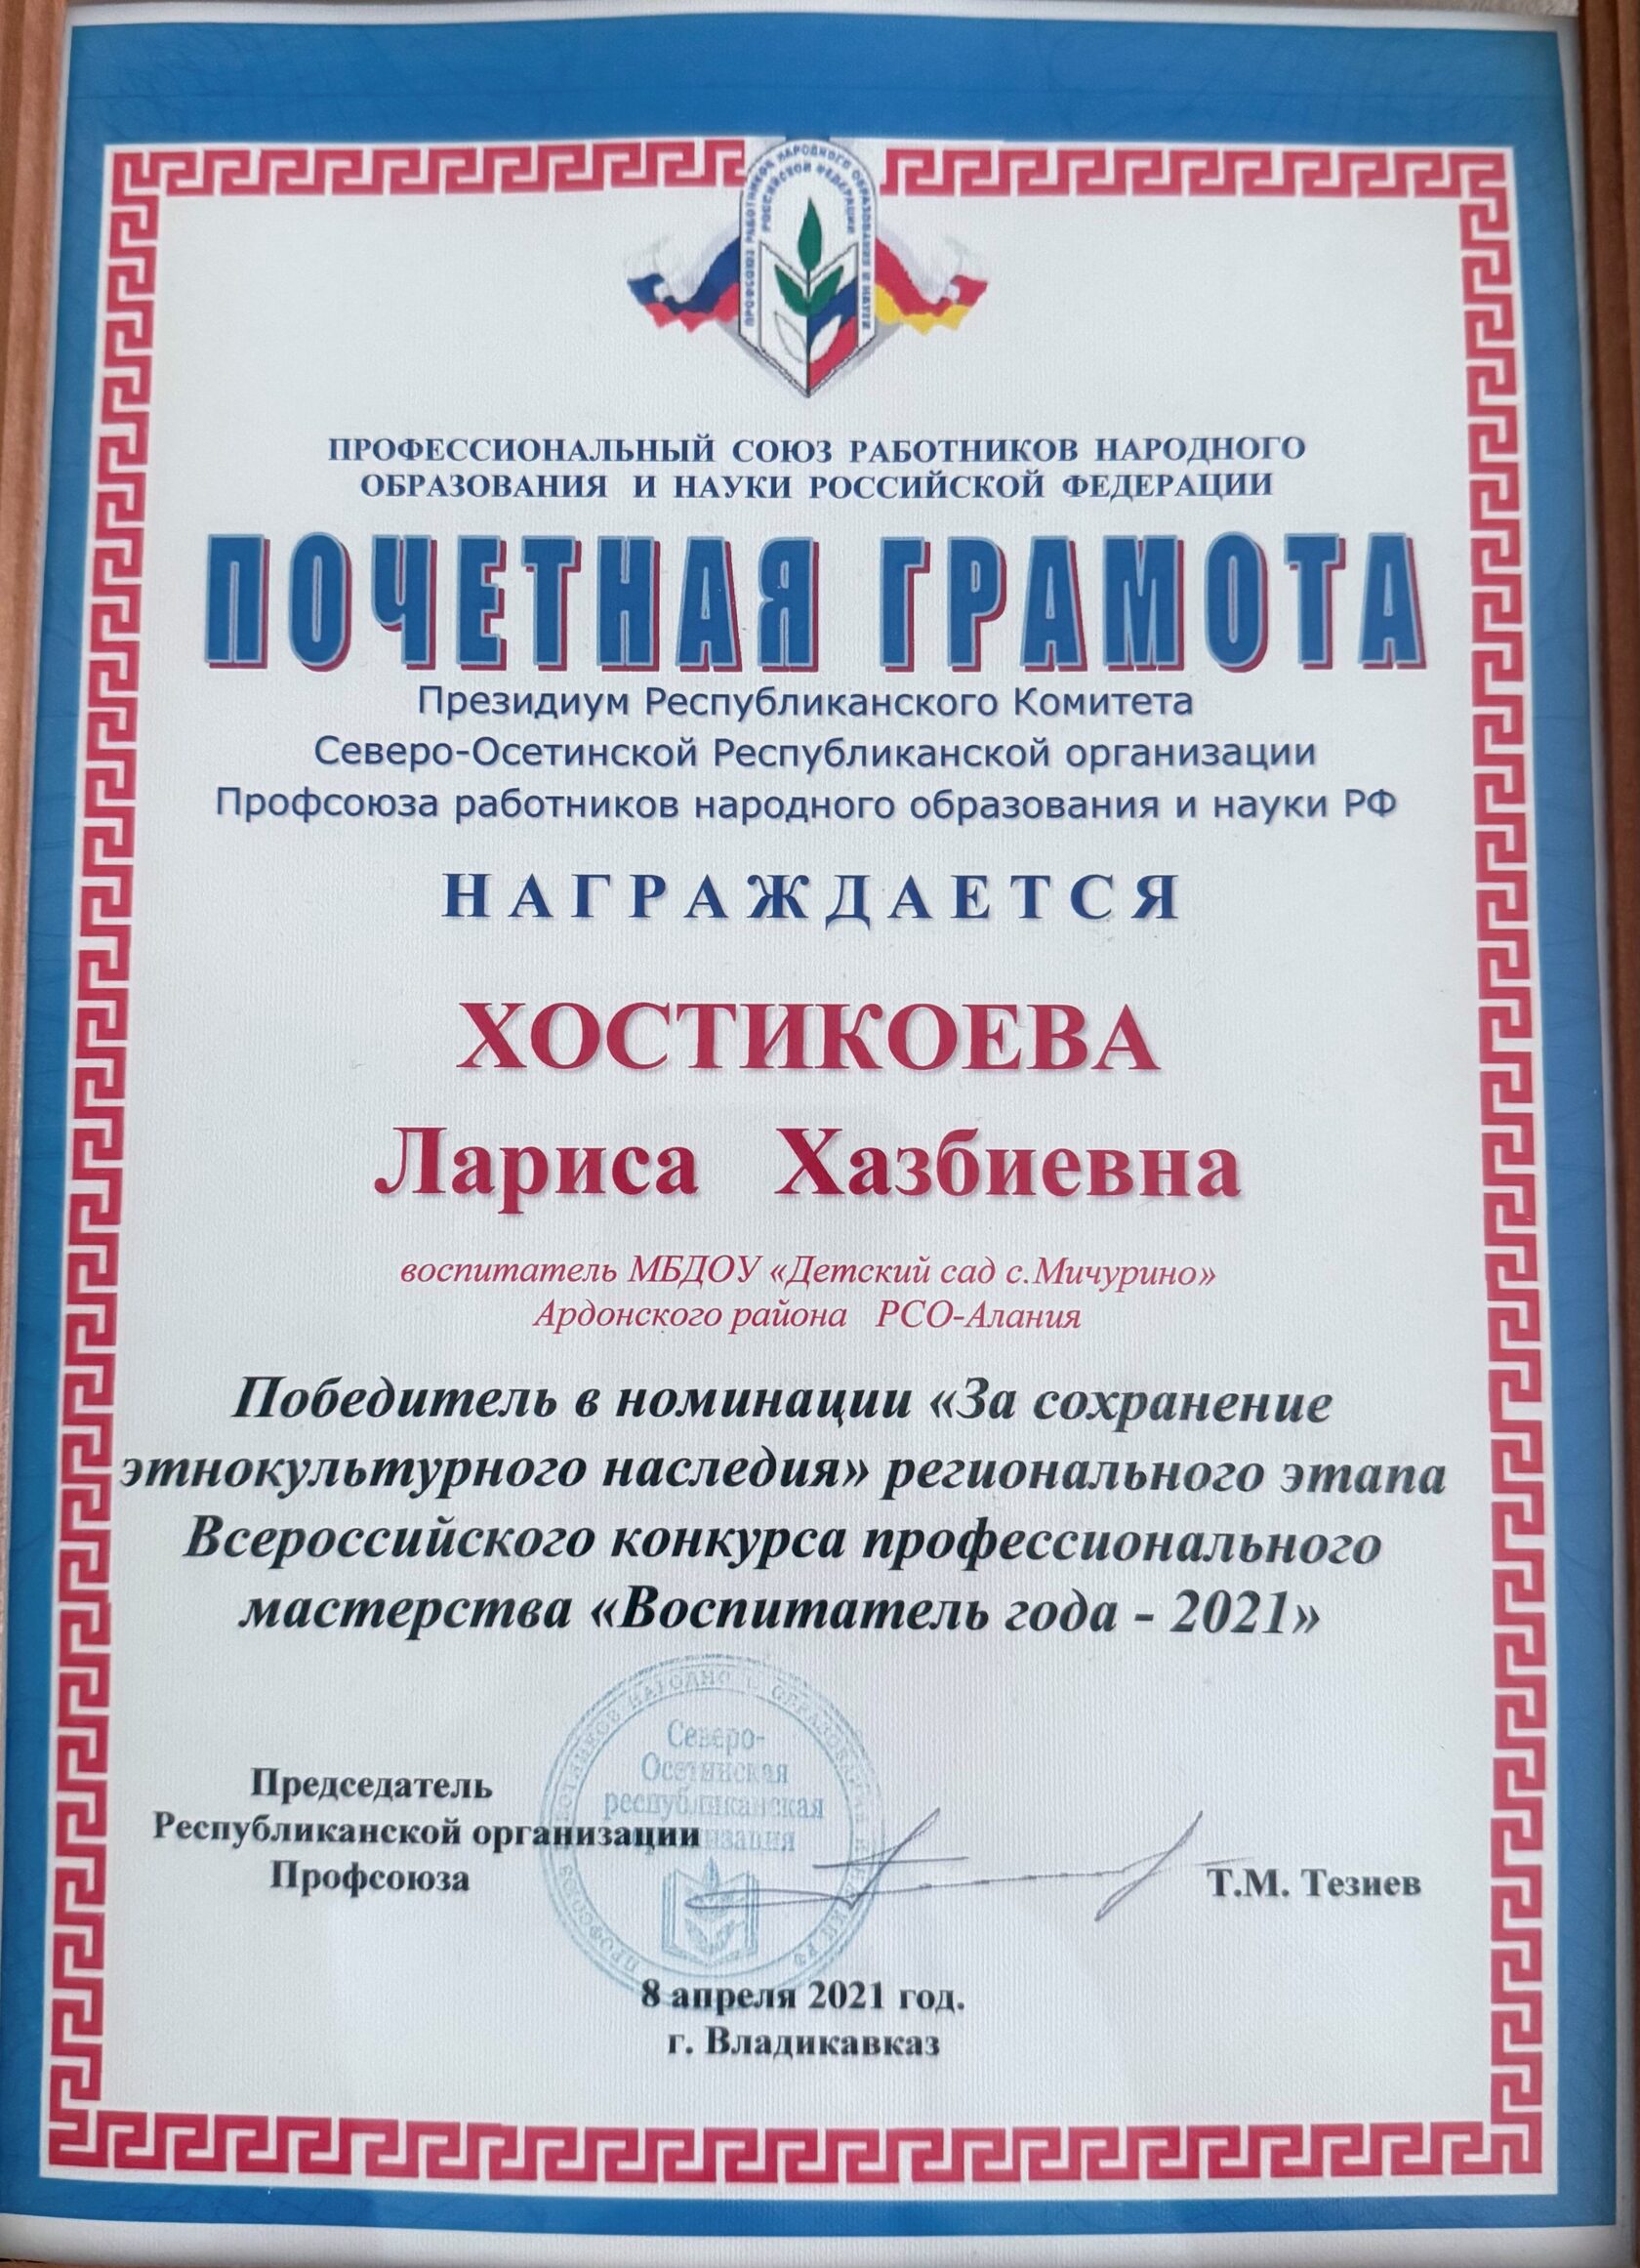 ПРОФСОЮЗ РАБОТНИКОВ НАРОДНОГО ОБРАЗОВАНИЯ И НАУКИ
РОССИЙСКОЙ ФЕДЕРАЦИИ
ПРОФЕССИОНАЛЬНЫЙ СОЮЗ РАБОТНИКОВ НАРОДНОГО
ОБРАЗОВАНИЯ И НАУКИ РОССИЙСКОЙ ФЕДЕРАЦИИ
ПОЧЕТНАЯ ГРАМОТА
Президиум Республиканского Комитета
Северо-Осетинской Республиканской организации
Профсоюза работников народного образования и науки РФ
НАГРАЖДАЕТСЯ
ХОСТИКОЕВА
Лариса Хазбиевна
воспитатель МБДОУ «Детский сад с.Мичурино»
Ардонского района РСО-Алания
Победитель в номинации «За сохранение
этнокультурного наследия» регионального этапа
Всероссийского конкурса профессионального
мастерства «Воспитатель года - 2021»
Северо-
Осетинская
республиканская
Председатель
Республиканской организации
Профсоюза
Т.М. Тезиев
8 апреля 2021 год.
г. Владикавказ